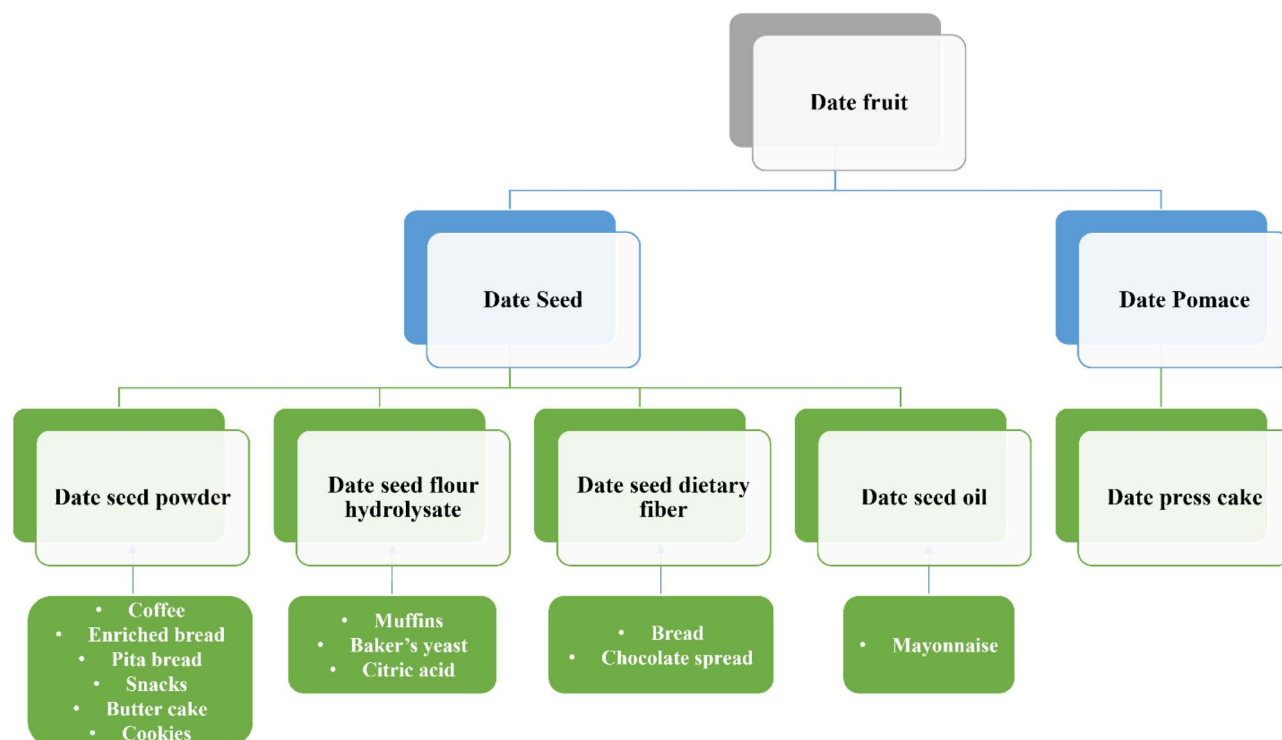 Date fruit
Date Seed
Date Pomace
Date seed powder
Date seed flour
hydrolysate
Date seed dietary
fiber
Date seed oil
Date press cake
• Coffee
• Enriched bread
• Pita bread
• Snacks
• Butter cake
• Cookies
• Muffins
• Baker's yeast
• Citric acid
• Bread
• Chocolate spread
• Mayonnaise